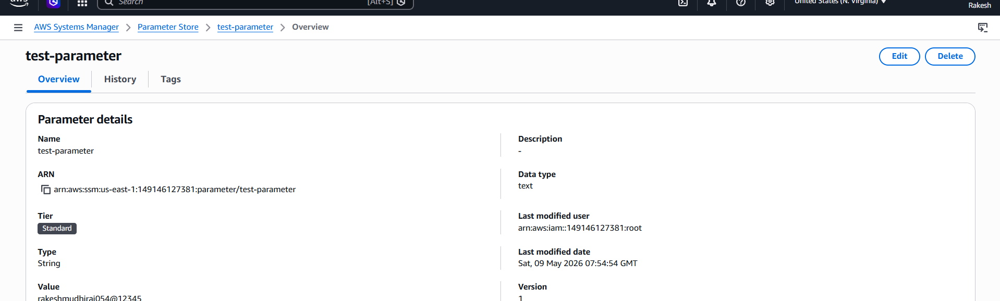 aws
Search
[Alt+S]
United States (N. Virginia) ▼
Rakesh
AWS Systems Manager > Parameter Store > test-parameter > Overview
test-parameter
Edit
Delete
Overview
History
Tags
Parameter details
Name
test-parameter
Description
-
ARN
arn:aws:ssm:us-east-1:149146127381:parameter/test-parameter
Data type
text
Tier
Standard
Last modified user
arn:aws:iam::149146127381:root
Type
String
Last modified date
Sat, 09 May 2026 07:54:54 GMT
Value
rakeshmudhiraj054@12345
Version
1